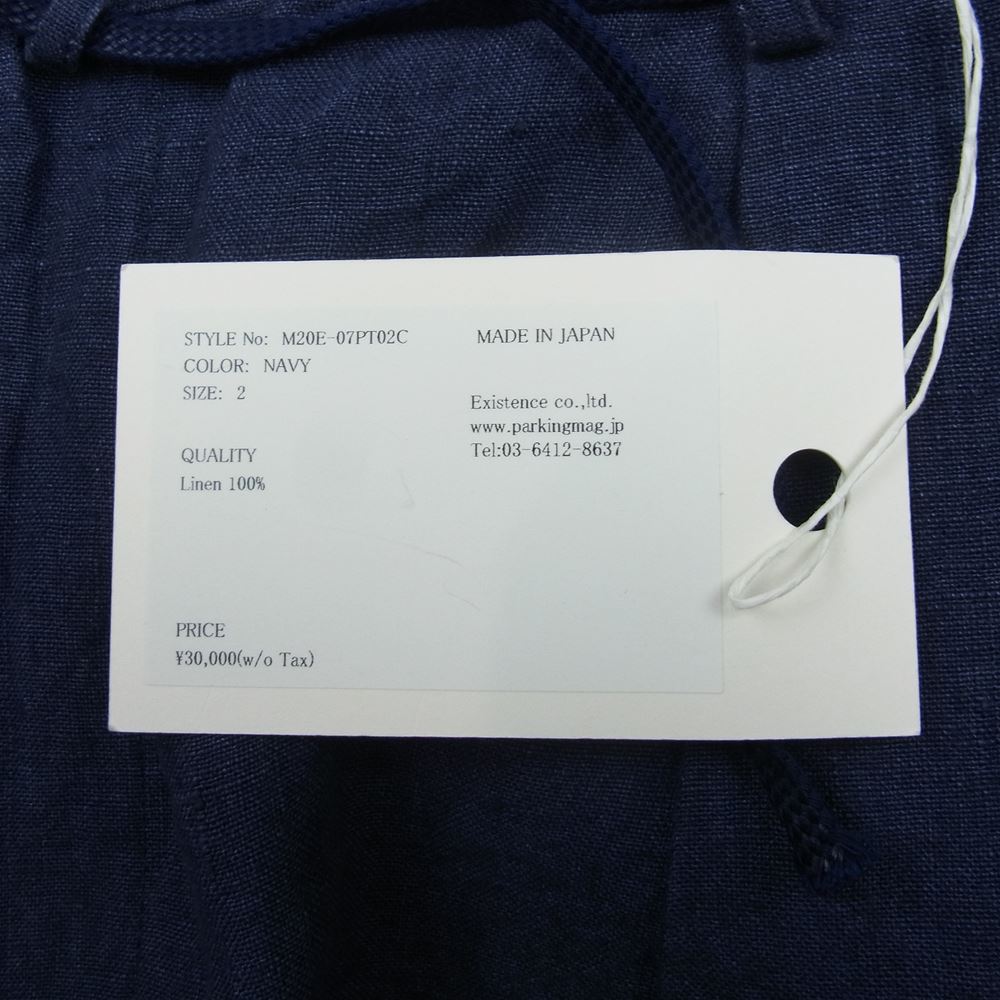 STYLE No: M20E-07PT02C
COLOR: NAVY
SIZE: 2
QUALITY
Linen 100%
PRICE
¥30,000(w/o Tax)
MADE IN JAPAN
Existence co.,ltd.
www.parkingmag.jp
Tel:03-6412-8637